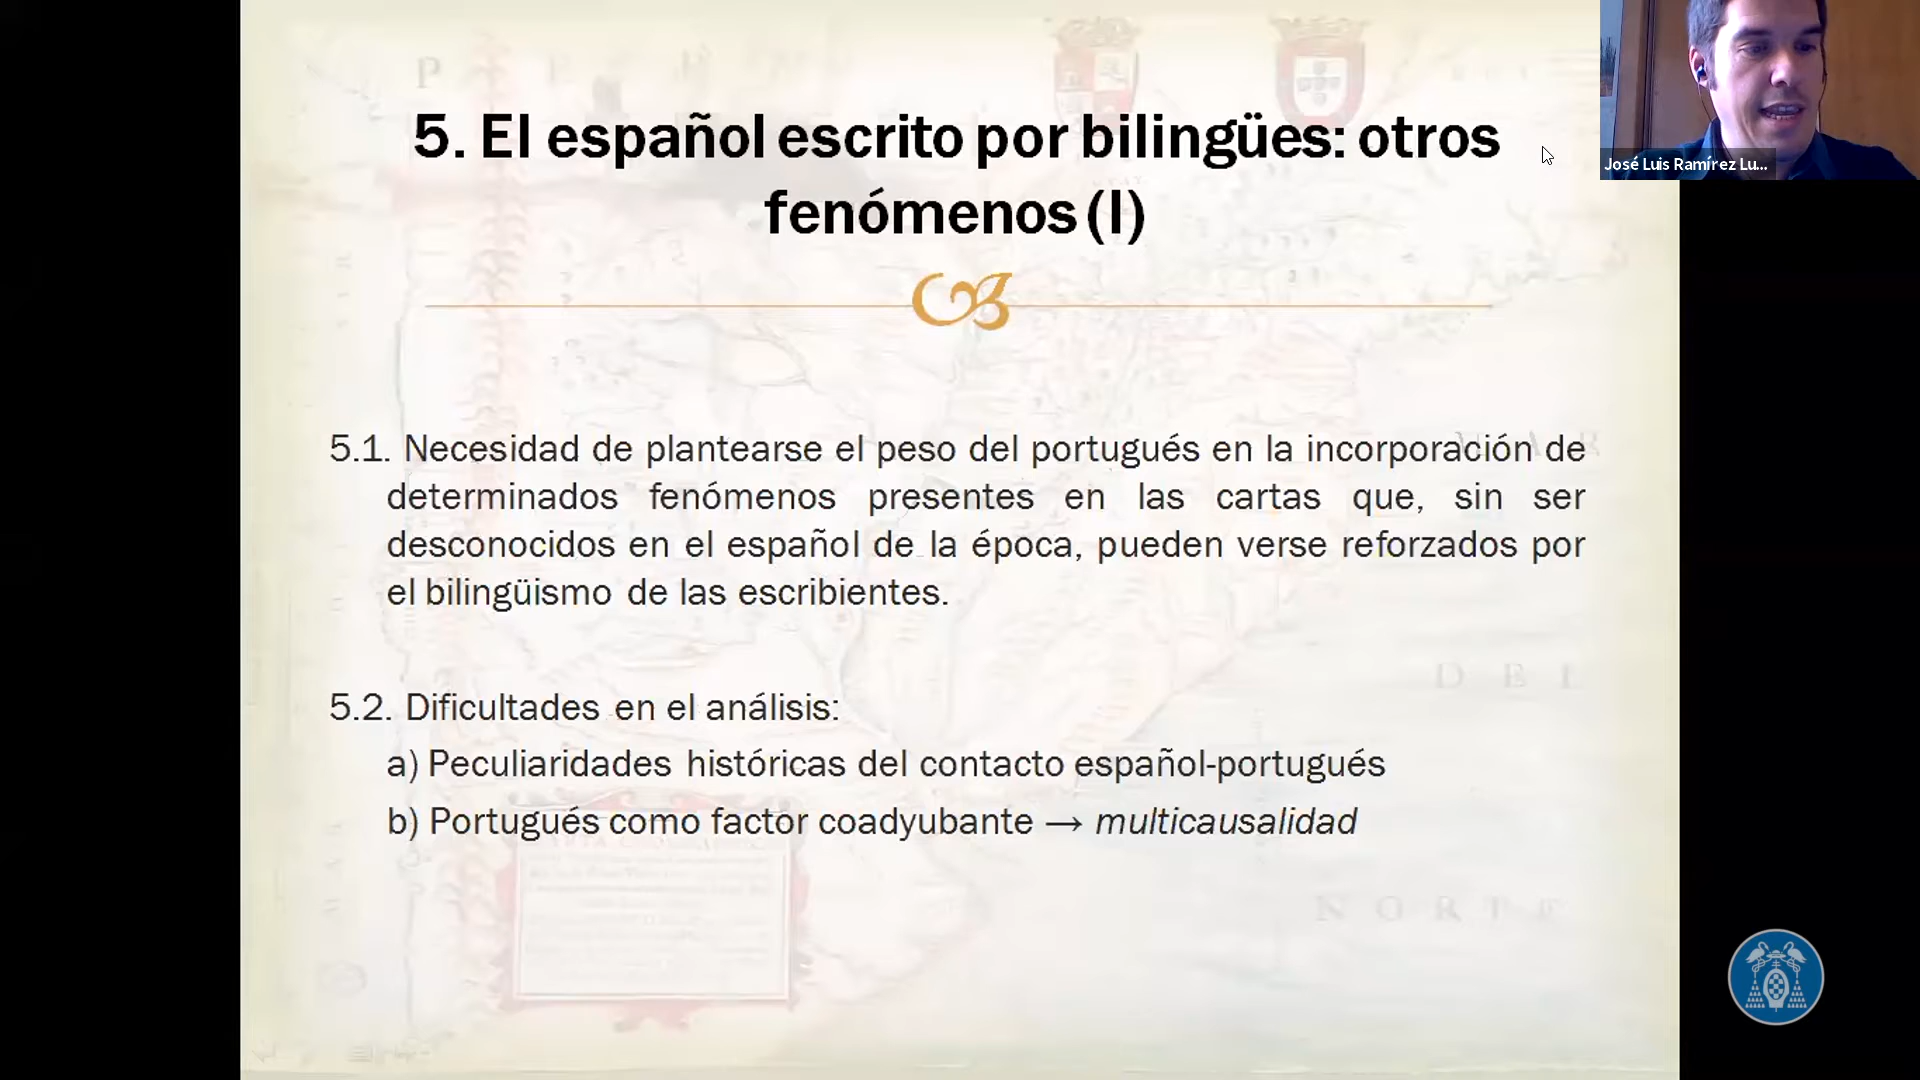 5. El español escrito por bilingües: otros
fenómenos (I)
José Luis Ramírez Lu...
5.1. Necesidad de plantearse el peso del portugués en la incorporación de
determinados fenómenos presentes en las cartas que, sin ser
desconocidos en el español de la época, pueden verse reforzados por
el bilingüismo de las escribientes.
5.2. Dificultades en el análisis:
a) Peculiaridades históricas del contacto español-portugués
b) Portugués como factor coadyubante → multicausalidad
DEL
NORTE